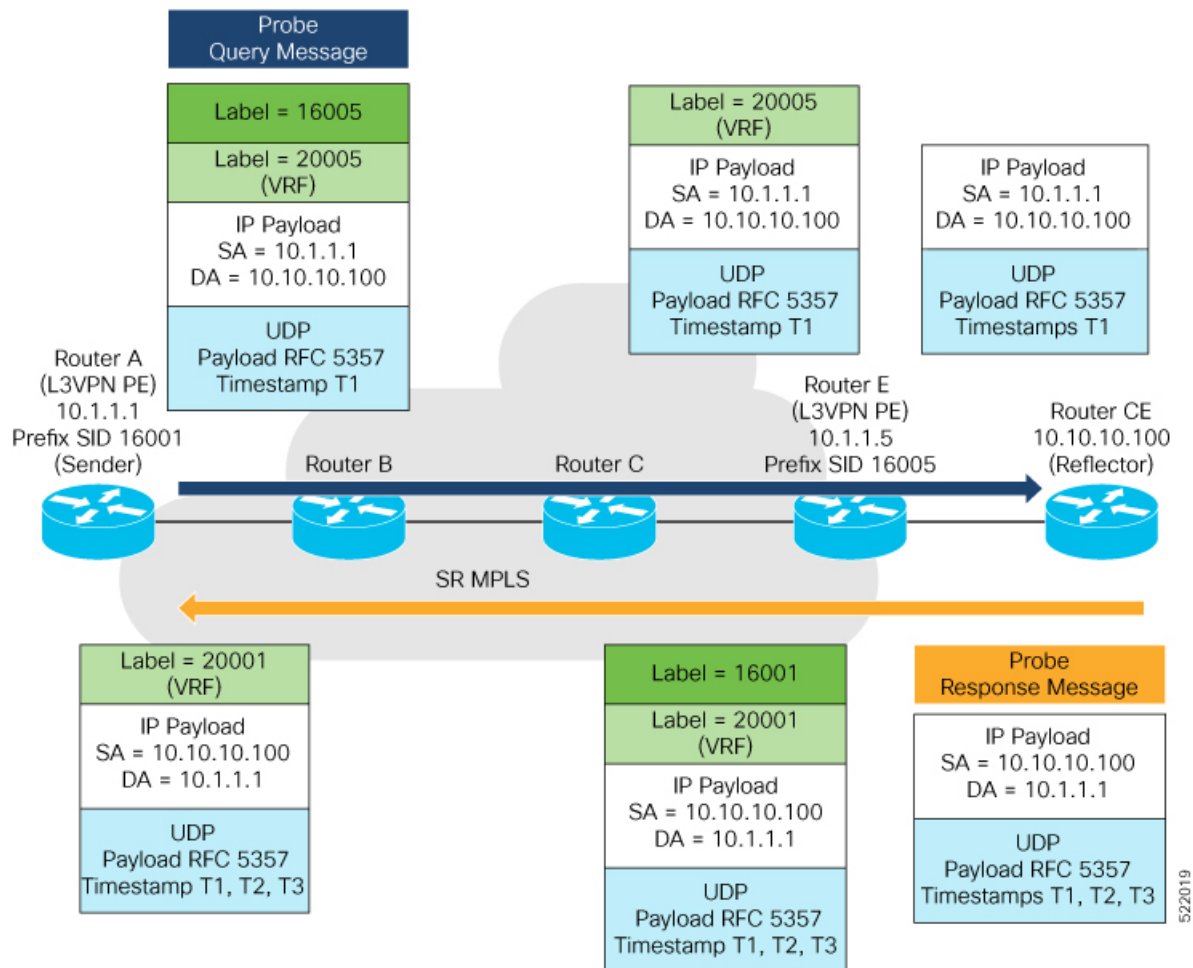 Probe
Query Message
Label = 16005
Label = 20005
(VRF)
IP Payload
SA = 10.1.1.1
DA = 10.10.10.100
UDP
Payload RFC 5357
Timestamp T1
Label = 20005
(VRF)
IP Payload
SA = 10.1.1.1
DA = 10.10.10.100
UDP
Payload RFC 5357
Timestamp T1
IP Payload
SA = 10.1.1.1
DA = 10.10.10.100
UDP
Payload RFC 5357
Timestamps T1
Router A
(L3VPN PE)
10.1.1.1
Prefix SID 16001
(Sender)
Router B
Router C
Router E
(L3VPN PE)
10.1.1.5
Prefix SID 16005
Router CE
10.10.10.100
(Reflector)
SR MPLS
Label = 20001
(VRF)
IP Payload
SA = 10.10.10.100
DA = 10.1.1.1
UDP
Payload RFC 5357
Timestamp T1, T2, T3
Label = 16001
Label = 20001
(VRF)
IP Payload
SA = 10.10.10.100
DA = 10.1.1.1
UDP
Payload RFC 5357
Timestamp T1, T2, T3
Probe
Response Message
IP Payload
SA = 10.10.10.100
DA = 10.1.1.1
UDP
Payload RFC 5357
Timestamps T1, T2, T3
522019